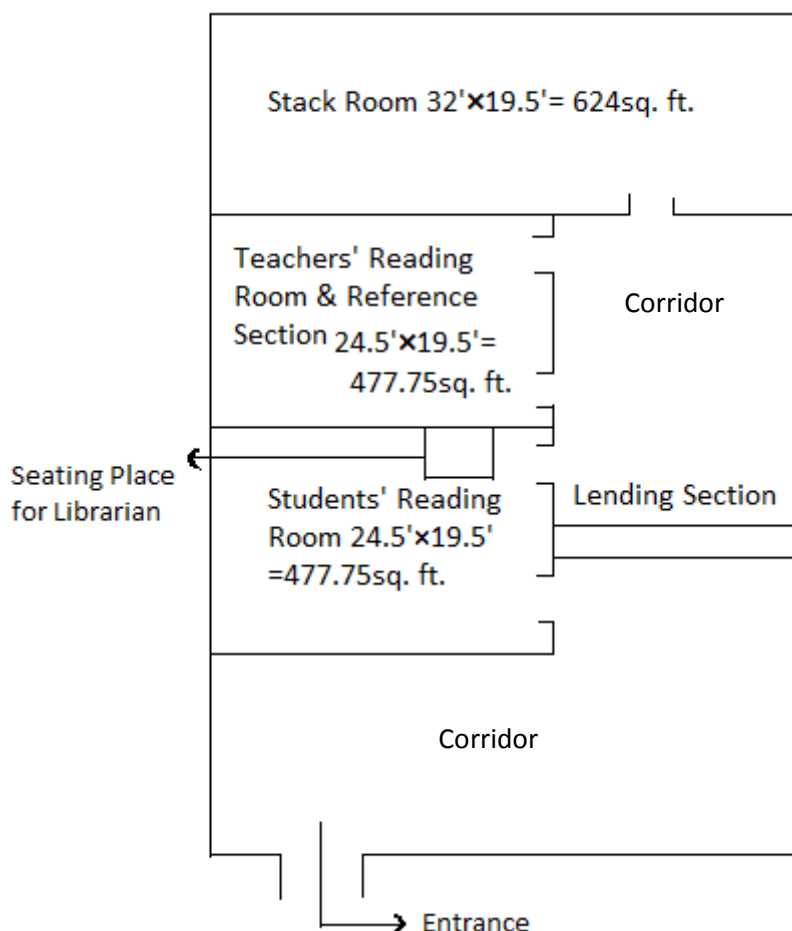 Stack Room 32'×19.5'= 624sq. ft.
Teachers' Reading
Room & Reference
Section 24.5'×19.5'=
477.75sq. ft.
Corridor
Seating Place
for Librarian
Students' Reading
Room 24.5'×19.5'
=477.75sq. ft.
Lending Section
Corridor
Entrance